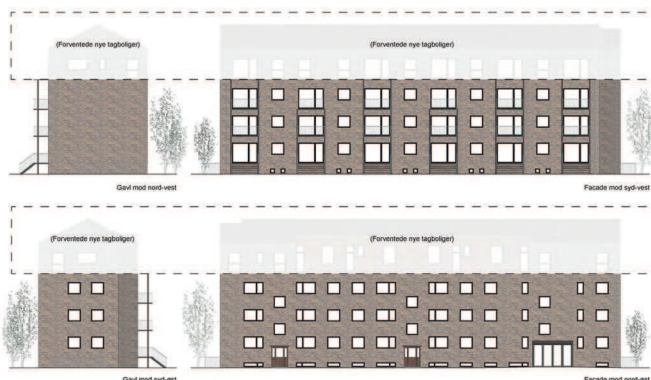 (Forventede nye tagboliger)
(Forventede nye tagboliger)
Gavl mod nord-vest
Facade mod syd-vest
(Forventede nye tagboliger)
(Forventede nye tagboliger)
Gavl mod syd-øst
Facade mod nord-øst